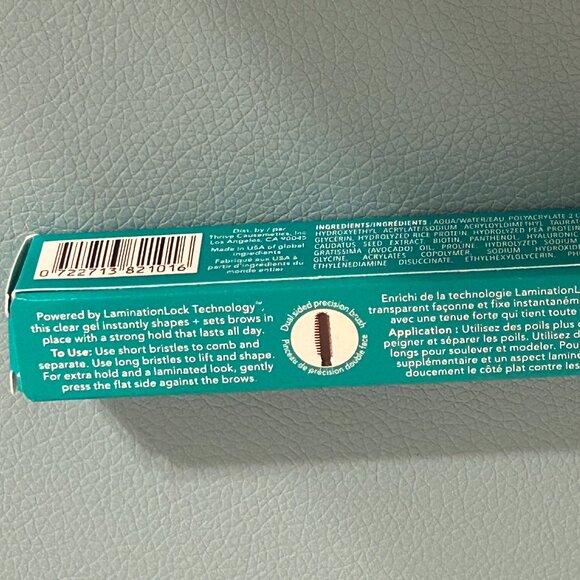 0 722713 821016
Dist. by / par
Thrive Causemetics, Inc
Los Angeles, CA 90045
Made in USA of global
ingredients
Fabriqué aux USA à
partir d'ingrédients du
monde entier
INGREDIENTS/INGRÉDIENTS: AQUA/WATER/EAU, POLYACRYLATE 2 C
HYDROXYETHYL ACRYLATE/SODIUM ACRYLOYLDIMETHYL TAURAT
GLYCERIN, HYDROLYZED RICE PROTEIN, HYDROLYZED PEA PROTEIN
CAUDATUS SEED EXTRACT, BIOTIN, PANTHENOL, HYALURONIC
GRATISSIMA (AVOCADO) OIL, PROLINE, HYDROLYZED SODIUM
GLYCINE, ACRYLATES COPOLYMER, SODIUM HYDROXIDE
ETHYLENEDIAMINE DISUCCINATE, ETHYLHEXYLGLYCERIN, PH
Powered by LaminationLock Technology™,
this clear gel instantly shapes + sets brows in
place with a strong hold that lasts all day.
To Use: Use short bristles to comb and
separate. Use long bristles to lift and shape.
For extra hold and a laminated look, gently
press the flat side against the brows.
Dual-sided precision brush
Pinceau de précision double face
Enrichi de la technologie LaminationL
transparent façonne et fixe instantaném
avec une tenue forte qui tient toute
Application : Utilisez des poils plus c
peigner et séparer les poils. Utilisez d
longs pour soulever et modeler. Pou
supplémentaire et un aspect lamin
doucement le côté plat contre les